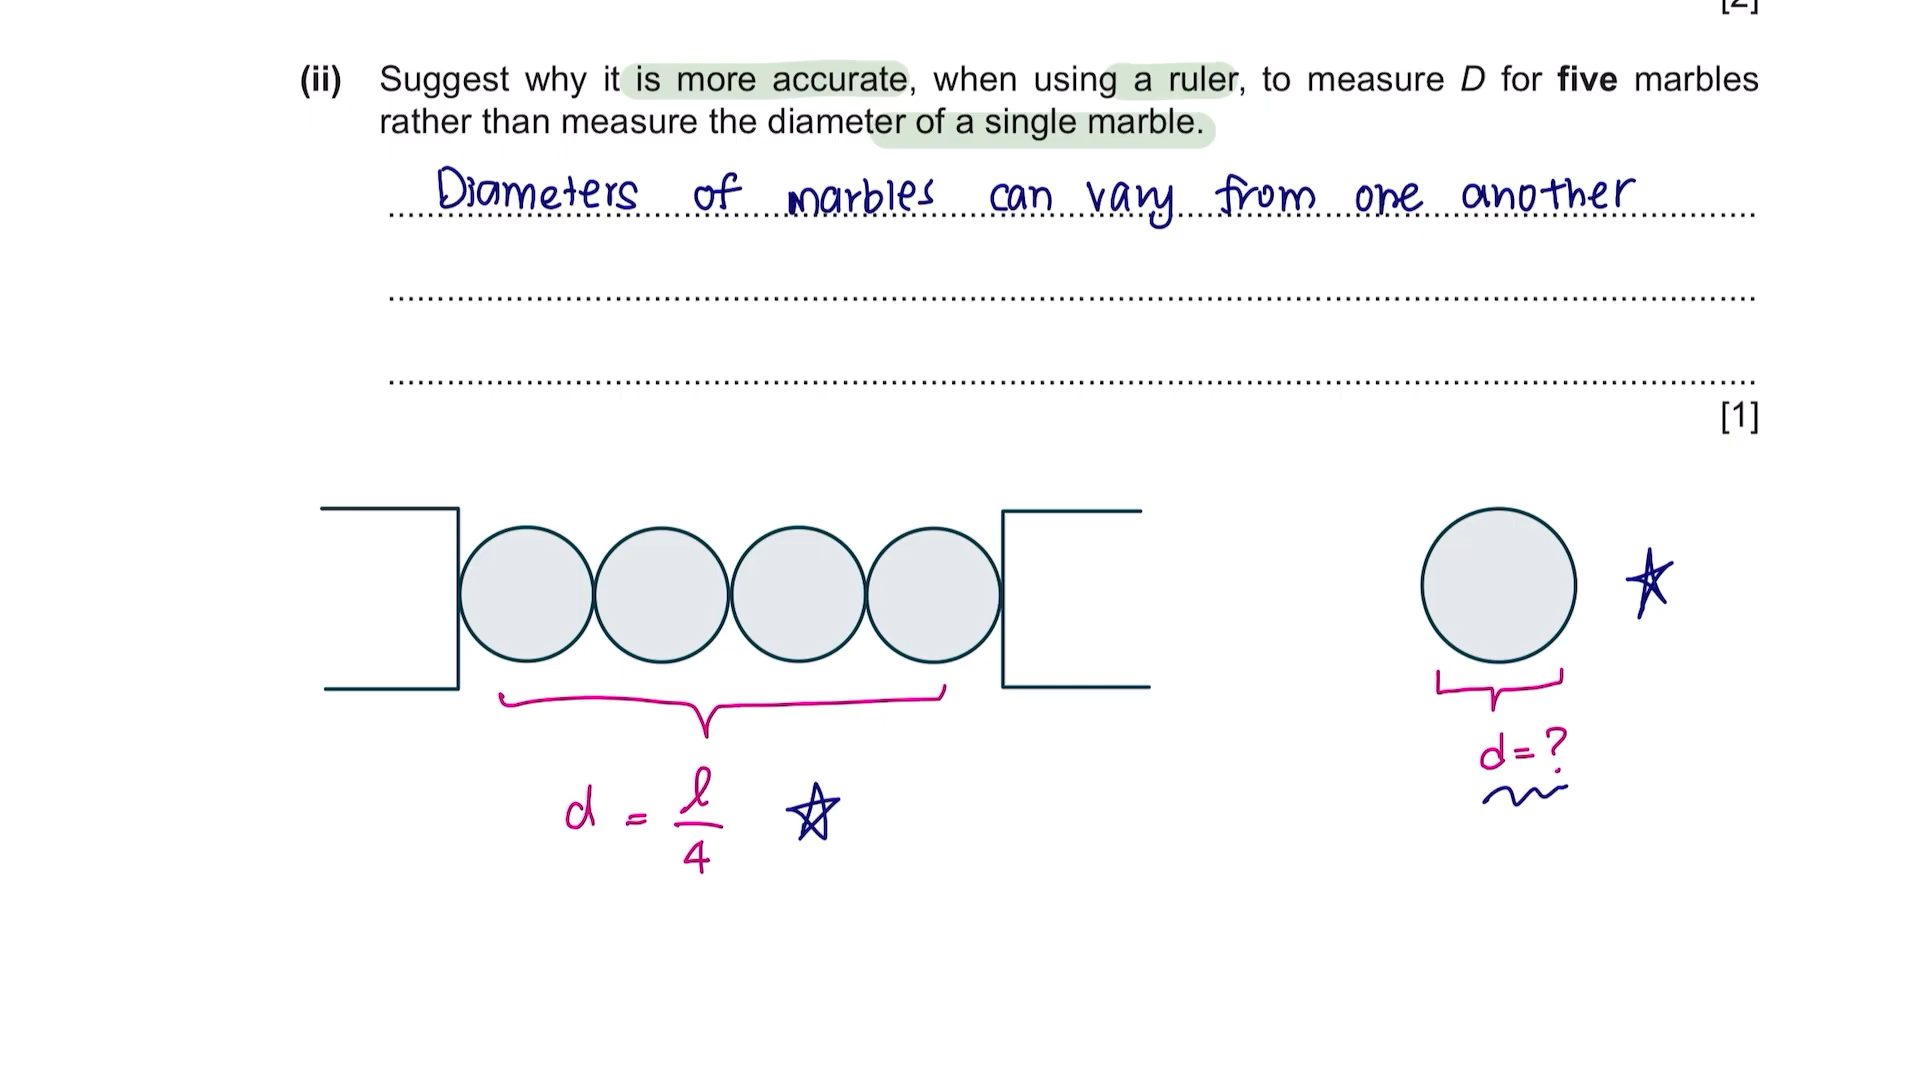 [2]
(ii) Suggest why it is more accurate, when using a ruler, to measure D for five marbles
rather than measure the diameter of a single marble.
Diameters of marbles can vary from one another
[1]
d = l/4
d = ?